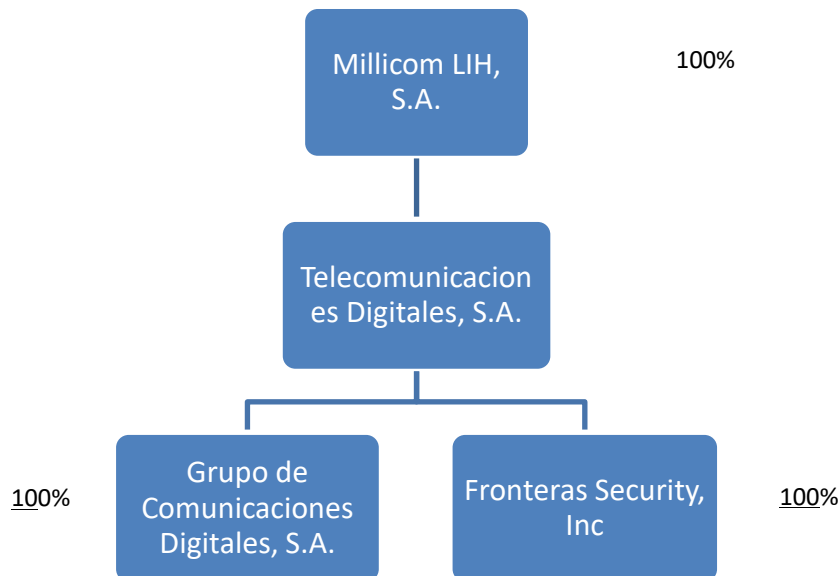 Millicom LIH,
S.A.
100%
Telecomunicacion
es Digitales, S.A.
100%
Grupo de
Comunicaciones
Digitales, S.A.
Fronteras Security,
Inc
100%